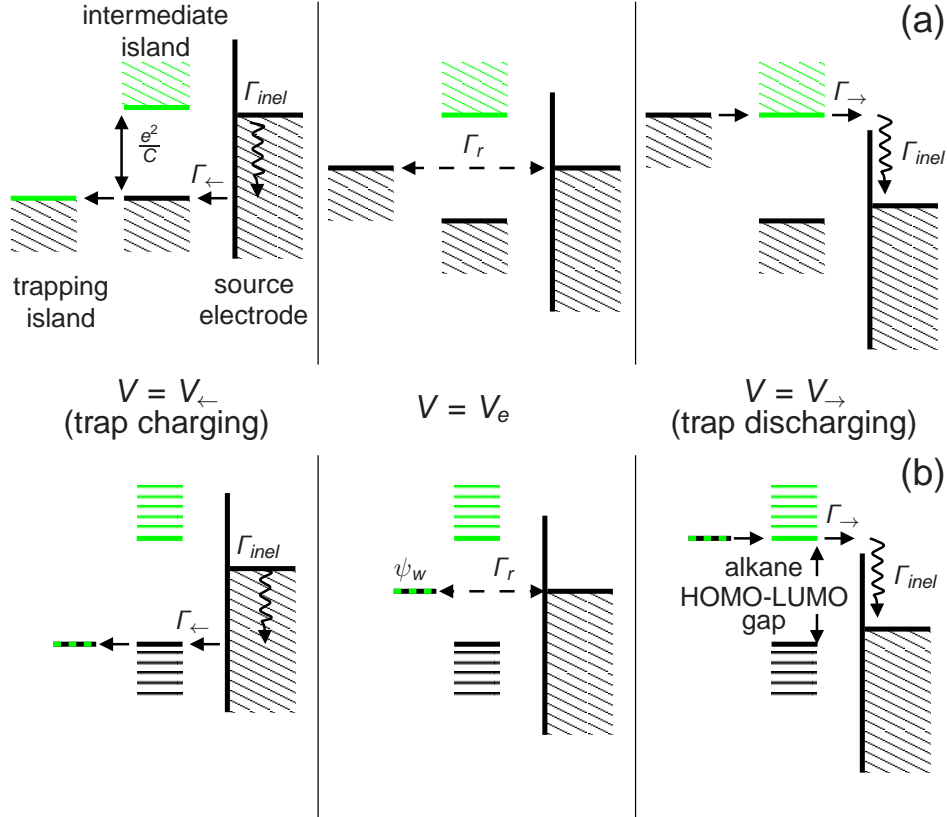 intermediate
island
(a)
Γinel
e²/C
Γ←
trapping
island
source
electrode
Γr
Γ→
Γinel
V = V←
(trap charging)
V = Ve
V = V→
(trap discharging)
(b)
Γinel
Γ←
ψw
Γr
Γ→
Γinel
alkane
HOMO-LUMO
gap